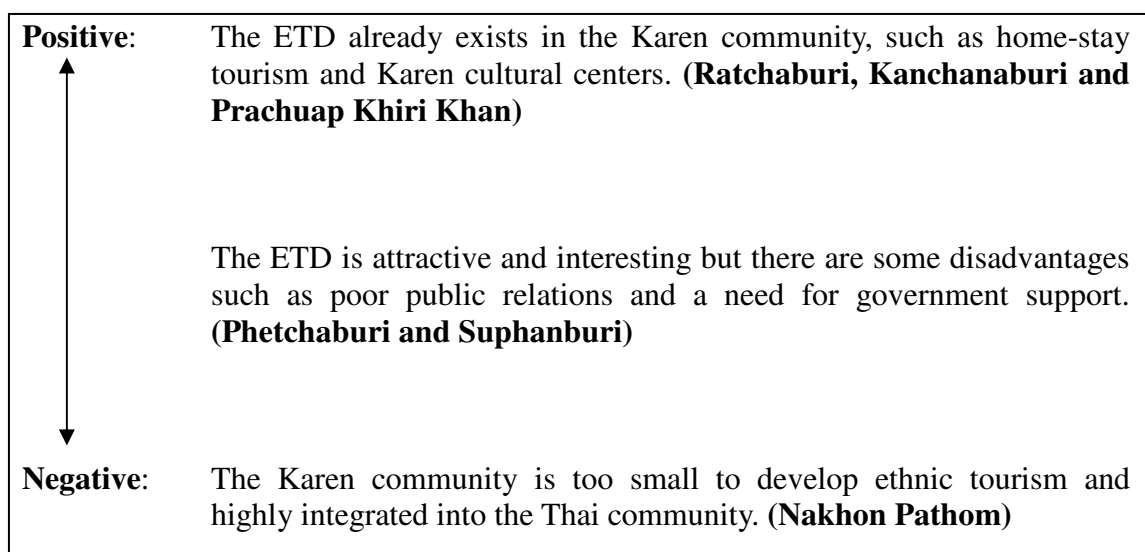 Positive: The ETD already exists in the Karen community, such as home-stay
tourism and Karen cultural centers. (Ratchaburi, Kanchanaburi and
Prachuap Khiri Khan)
The ETD is attractive and interesting but there are some disadvantages
such as poor public relations and a need for government support.
(Phetchaburi and Suphanburi)
Negative: The Karen community is too small to develop ethnic tourism and
highly integrated into the Thai community. (Nakhon Pathom)